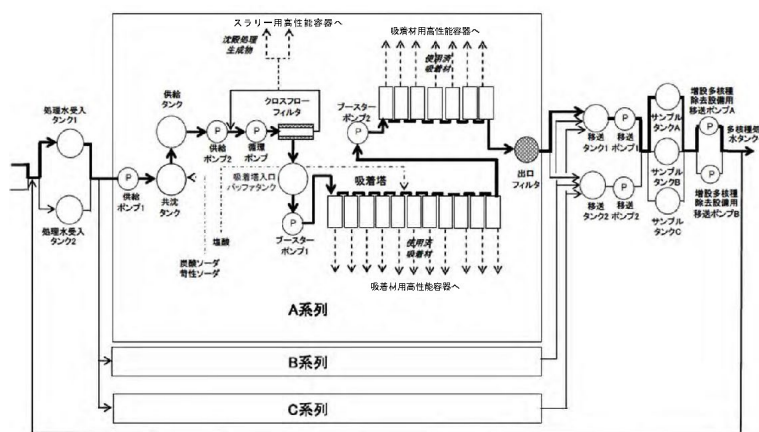 スラリー用高性能容器へ
沈殿処理
生成物
吸着材用高性能容器へ
使用済
吸着材
供給
タンク
クロスフロー
フィルタ
ブースター
ポンプ2
処理水受入
タンク1
P
供給
ポンプ2
P
循環
ポンプ
P
吸着塔入口
バッファタンク
吸着塔
出口
フィルタ
移送
タンク1
P
移送
ポンプ1
サンプル
タンクA
増設多核種
除去設備用
移送ポンプA
P
多核種処理
水タンク
P
供給
ポンプ1
共沈
タンク
処理水受入
タンク2
塩酸
炭酸ソーダ
苛性ソーダ
P
ブースター
ポンプ1
使用済
吸着材
吸着材用高性能容器へ
移送
タンク2
P
移送
ポンプ2
サンプル
タンクB
サンプル
タンクC
P
増設多核種
除去設備用
移送ポンプB
A系列
B系列
C系列